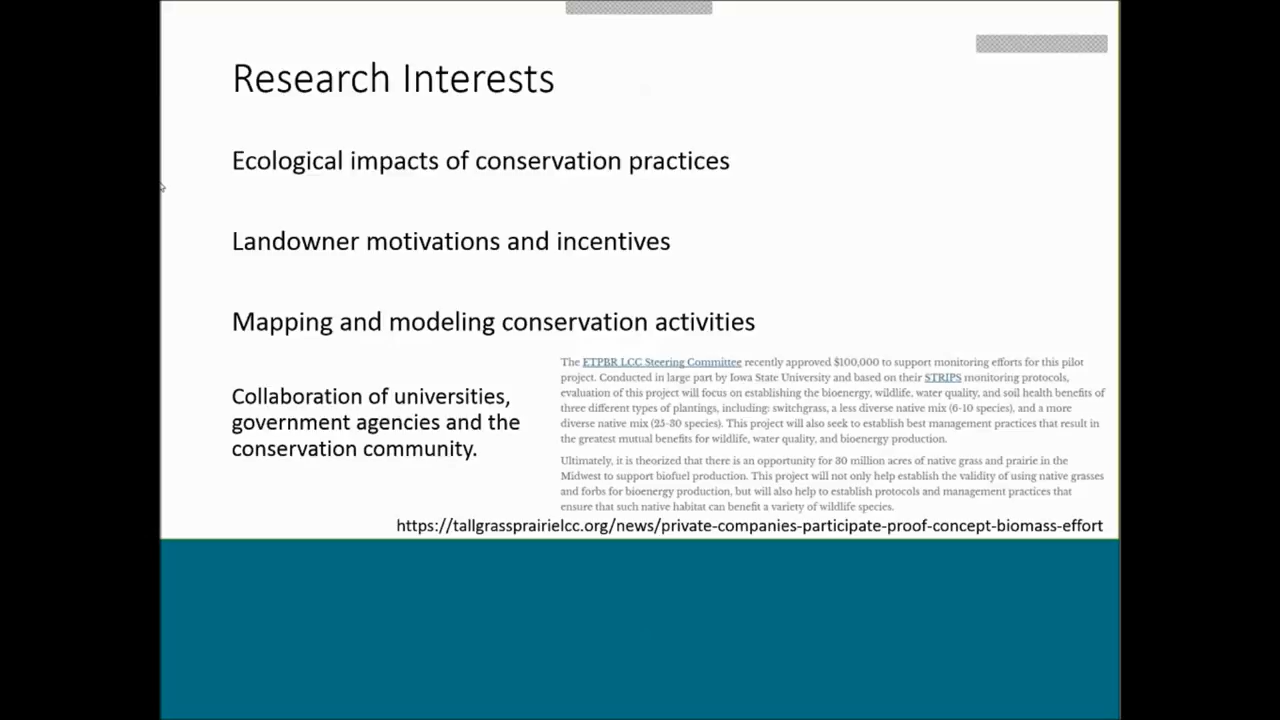 Research Interests
Ecological impacts of conservation practices
Landowner motivations and incentives
Mapping and modeling conservation activities
Collaboration of universities,
government agencies and the
conservation community.
The ETPBR LCC Steering Committee recently approved $100,000 to support monitoring efforts for this pilot
project. Conducted in large part by Iowa State University and based on their STRIPS monitoring protocols,
evaluation of this project will focus on establishing the bioenergy, wildlife, water quality, and soil health benefits of
three different types of plantings, including: switchgrass, a less diverse native mix (6-10 species), and a more
diverse native mix (25-30 species). This project will also seek to establish best management practices that result in
the greatest mutual benefits for wildlife, water quality, and bioenergy production.
Ultimately, it is theorized that there is an opportunity for 30 million acres of native grass and prairie in the
Midwest to support biofuel production. This project will not only help establish the validity of using native grasses
and forbs for bioenergy production, but will also help to establish protocols and management practices that
ensure that such native habitat can benefit a variety of wildlife species.
https://tallgrassprairielcc.org/news/private-companies-participate-proof-concept-biomass-effort